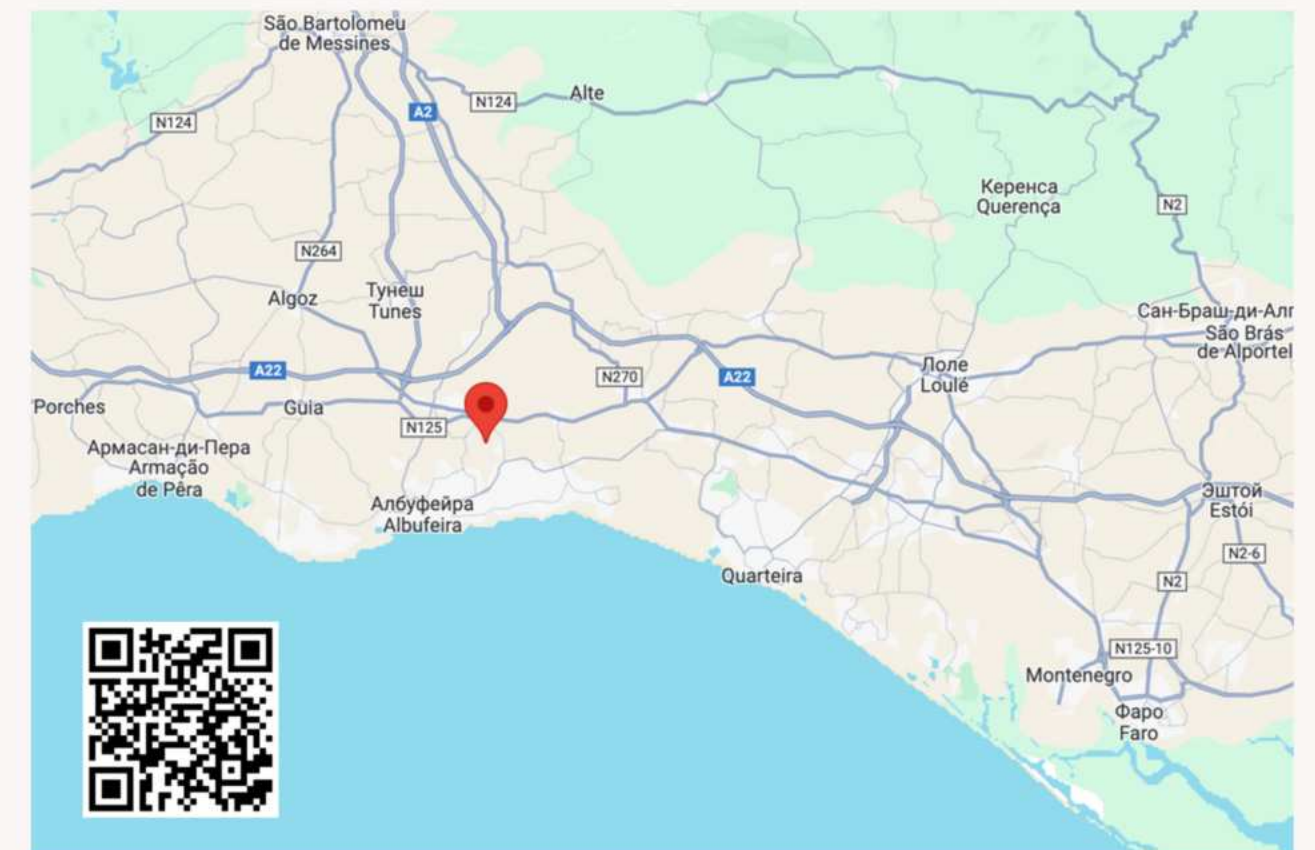 São Bartolomeu
de Messines
N124
A2
N124
Alte
Керенса
Querença
N2
N264
Algoz
Тунеш
Tunes
Сан-Браш-ди-Алг
São Brás
de Alportel
A22
N270
A22
Лоле
Loulé
Porches
Guia
N125
Армасан-ди-Пера
Armação
de Pêra
Албуфейра
Albufeira
Эштой
Estói
N2-6
Quarteira
N2
N125-10
Montenegro
Фаро
Faro